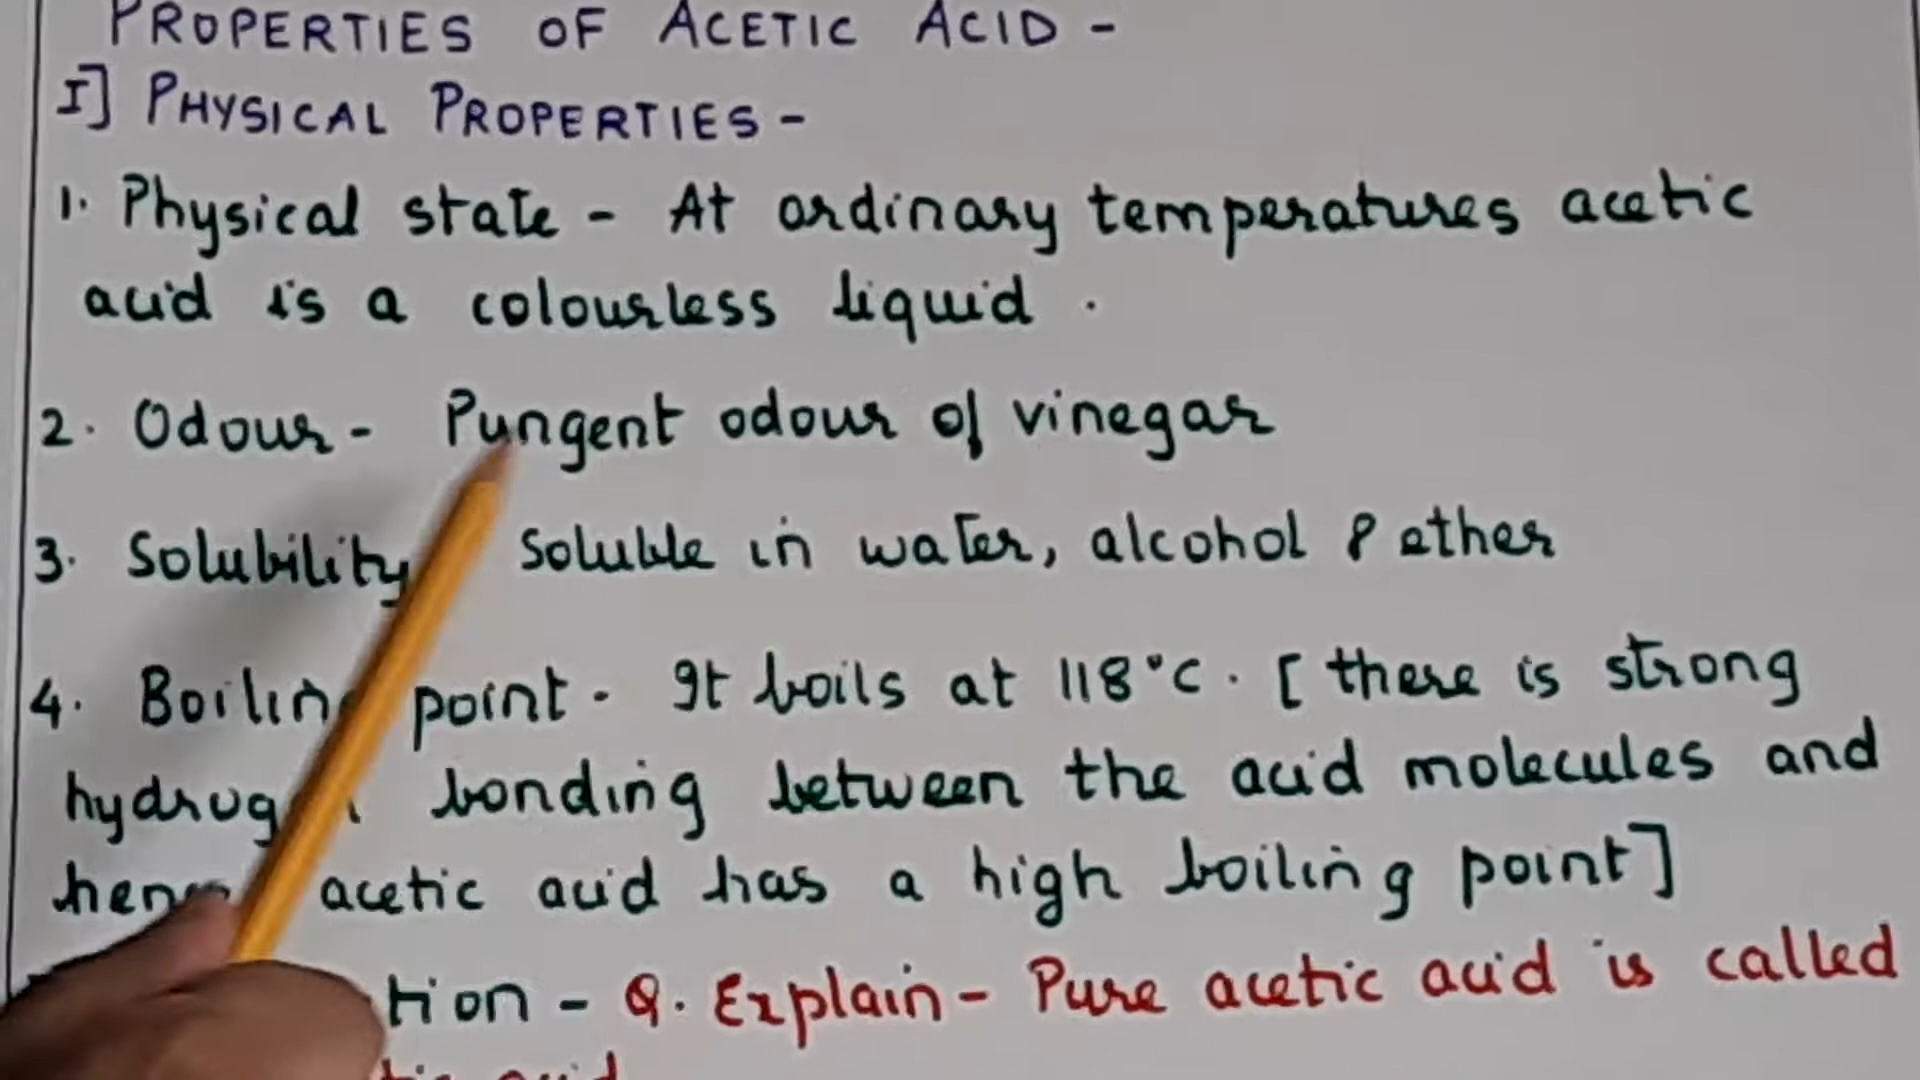 PROPERTIES OF ACETIC ACID -
I] PHYSICAL PROPERTIES -
1. Physical state - At ordinary temperatures acetic
acid is a colourless liquid .
2. Odour - Pungent odour of vinegar
3. Solubility soluble in water, alcohol & ether
4. Boiling point - It boils at 118°C . [ there is strong
bonding between the acid molecules and
acetic acid has a high boiling point]
tion - Q. Explain - Pure acetic acid is called
acid